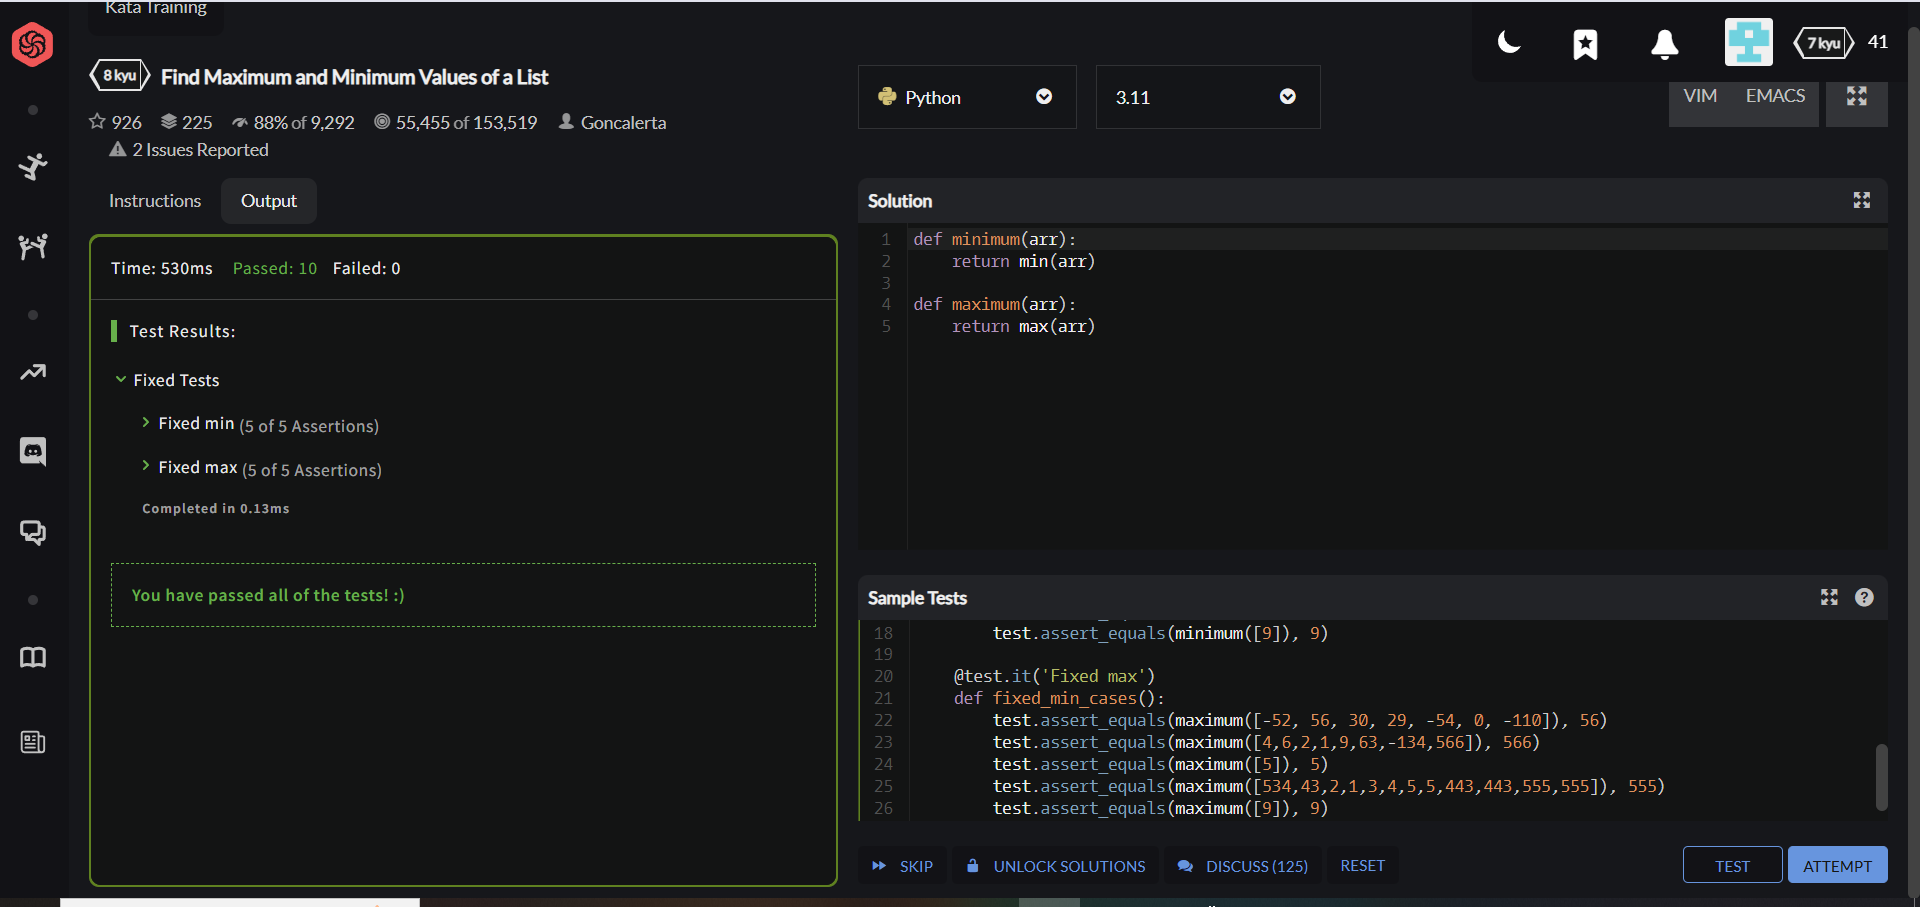 Kata Training
7 kyu 41
8 kyu Find Maximum and Minimum Values of a List
926 225 88% of 9,292 55,455 of 153,519 Goncalerta
2 Issues Reported
Python 3.11 VIM EMACS
Instructions Output
Time: 530ms Passed: 10 Failed: 0
Test Results:
Fixed Tests
Fixed min (5 of 5 Assertions)
Fixed max (5 of 5 Assertions)
Completed in 0.13ms
You have passed all of the tests! :)
Solution
1 def minimum(arr):
2     return min(arr)
3
4 def maximum(arr):
5     return max(arr)
Sample Tests
18         test.assert_equals(minimum([9]), 9)
19
20     @test.it('Fixed max')
21     def fixed_min_cases():
22         test.assert_equals(maximum([-52, 56, 30, 29, -54, 0, -110]), 56)
23         test.assert_equals(maximum([4,6,2,1,9,63,-134,566]), 566)
24         test.assert_equals(maximum([5]), 5)
25         test.assert_equals(maximum([534,43,2,1,3,4,5,5,443,443,555,555]), 555)
26         test.assert_equals(maximum([9]), 9)
SKIP UNLOCK SOLUTIONS DISCUSS (125) RESET TEST ATTEMPT